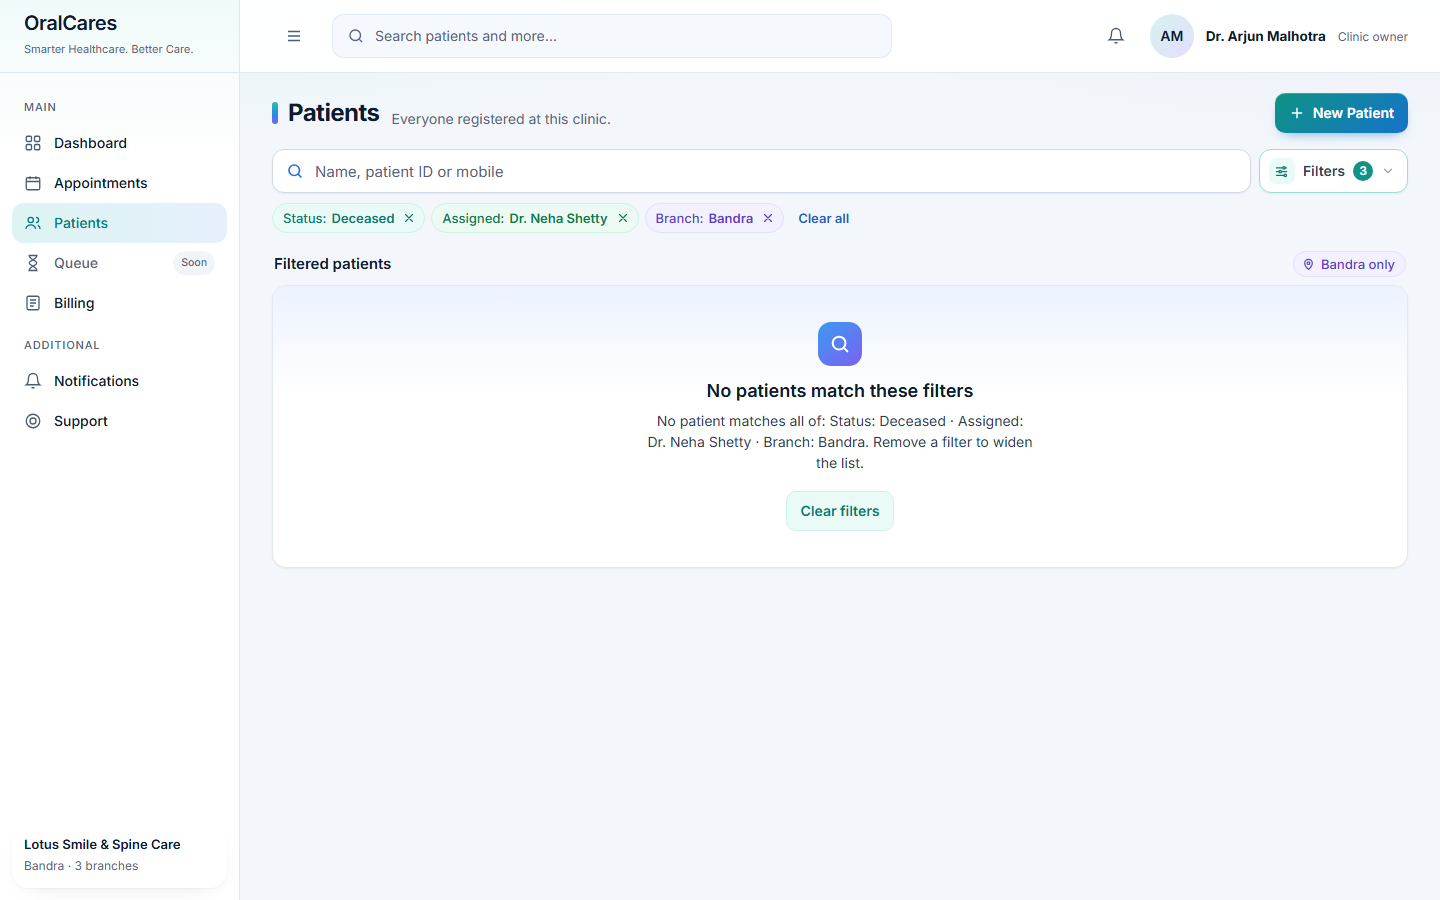 OralCares
Smarter Healthcare. Better Care.
Search patients and more...
AM
Dr. Arjun Malhotra
Clinic owner
MAIN
Dashboard
Appointments
Patients
Queue
Soon
Billing
ADDITIONAL
Notifications
Support
Lotus Smile & Spine Care
Bandra · 3 branches
Patients
Everyone registered at this clinic.
New Patient
Name, patient ID or mobile
Filters 3
Status: Deceased
Assigned: Dr. Neha Shetty
Branch: Bandra
Clear all
Filtered patients
Bandra only
No patients match these filters
No patient matches all of: Status: Deceased · Assigned:
Dr. Neha Shetty · Branch: Bandra. Remove a filter to widen
the list.
Clear filters